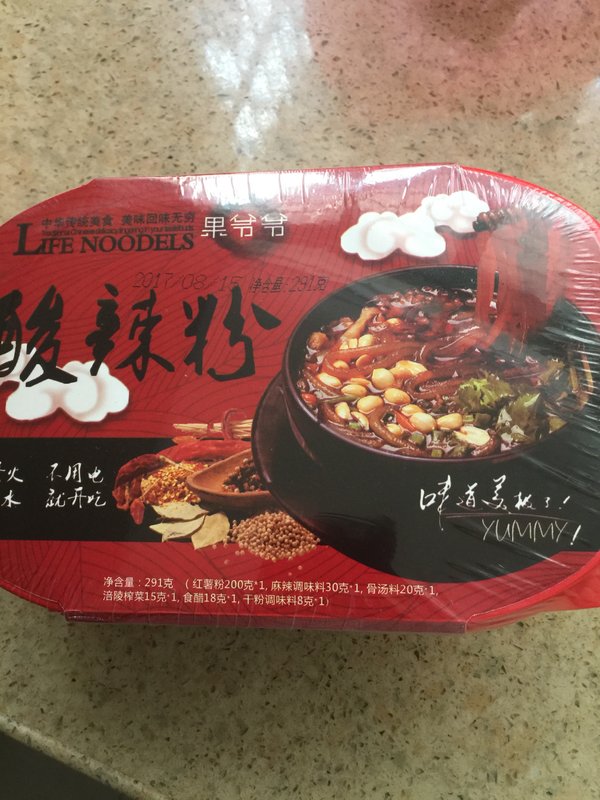 中华传统美食 美味回味无穷
LIFE NOODELS 果爷爷
2017/08/15 净含量:291克
酸辣粉
火 不用电
水 就开吃
味道美极了!
YUMMY!
净含量：291克 （红薯粉200克*1, 麻辣调味料30克*1, 骨汤料20克*1,
涪陵榨菜15克*1, 食醋18克*1, 干粉调味料8克*1）